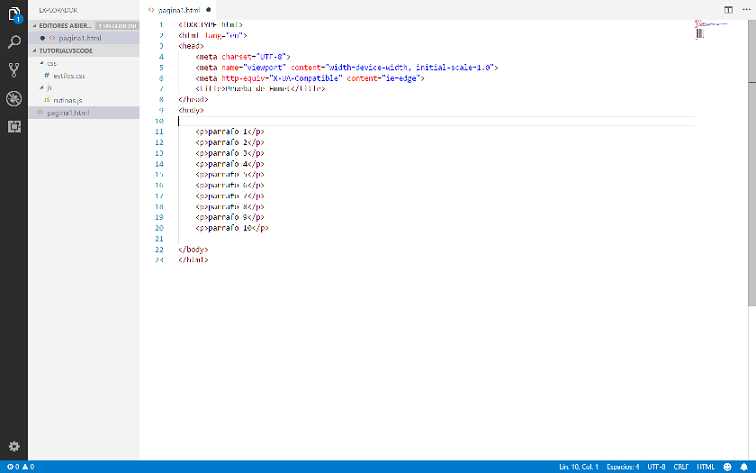 EXPLORADOR
EDITORES ABIER...
pagina1.html
TUTORIALVSCODE
css
estilos.css
js
rutinas.js
pagina1.html
1
pagina1.html
1 <!DOCTYPE html>
2 <html lang="en">
3 <head>
4 <meta charset="UTF-8">
5 <meta name="viewport" content="width=device-width, initial-scale=1.0">
6 <meta http-equiv="X-UA-Compatible" content="ie=edge">
7 <title>Prueba de Emmet</title>
8 </head>
9 <body>
10
11 <p>parrafo 1</p>
12 <p>parrafo 2</p>
13 <p>parrafo 3</p>
14 <p>parrafo 4</p>
15 <p>parrafo 5</p>
16 <p>parrafo 6</p>
17 <p>parrafo 7</p>
18 <p>parrafo 8</p>
19 <p>parrafo 9</p>
20 <p>parrafo 10</p>
21
22 </body>
23 </html>
0 0 Lín. 10, Col. 1 Espacios: 4 UTF-8 CRLF HTML